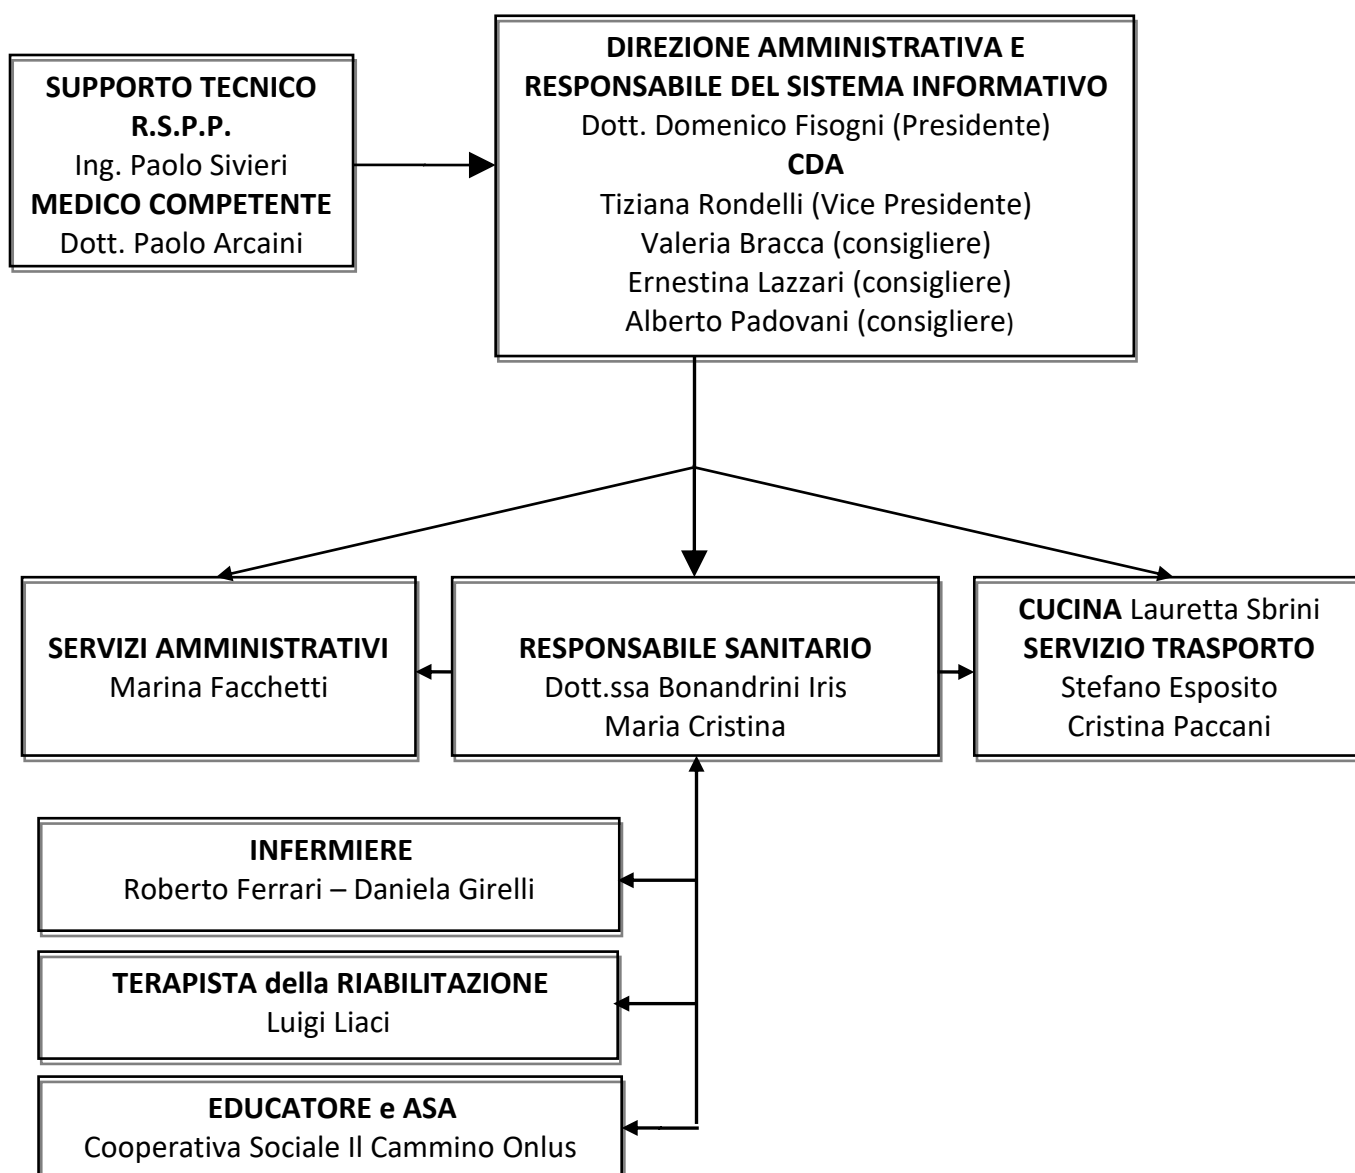 SUPPORTO TECNICO
R.S.P.P.
Ing. Paolo Sivieri
MEDICO COMPETENTE
Dott. Paolo Arcaini
DIREZIONE AMMINISTRATIVA E
RESPONSABILE DEL SISTEMA INFORMATIVO
Dott. Domenico Fisogni (Presidente)
CDA
Tiziana Rondelli (Vice Presidente)
Valeria Bracca (consigliere)
Ernestina Lazzari (consigliere)
Alberto Padovani (consigliere)
SERVIZI AMMINISTRATIVI
Marina Facchetti
RESPONSABILE SANITARIO
Dott.ssa Bonandrini Iris
Maria Cristina
CUCINA Lauretta Sbrini
SERVIZIO TRASPORTO
Stefano Esposito
Cristina Paccani
INFERMIERE
Roberto Ferrari – Daniela Girelli
TERAPISTA della RIABILITAZIONE
Luigi Liaci
EDUCATORE e ASA
Cooperativa Sociale Il Cammino Onlus